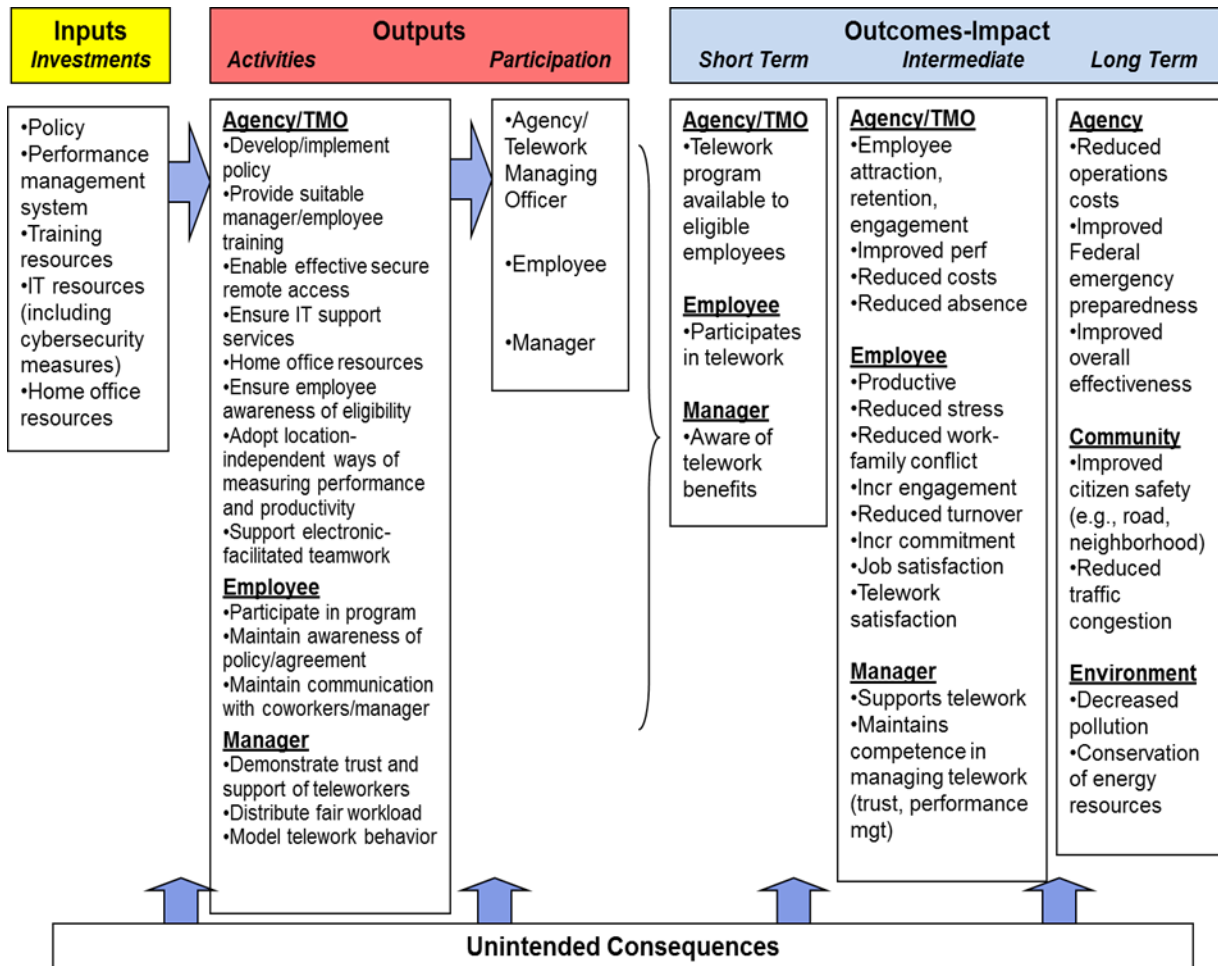 Inputs
Investments
Outputs
Activities
Participation
Outcomes-Impact
Short Term
Intermediate
Long Term
•Policy
•Performance
management
system
•Training
resources
•IT resources
(including
cybersecurity
measures)
•Home office
resources
Agency/TMO
•Develop/implement
policy
•Provide suitable
manager/employee
training
•Enable effective secure
remote access
•Ensure IT support
services
•Home office resources
•Ensure employee
awareness of eligibility
•Adopt location-
independent ways of
measuring performance
and productivity
•Support electronic-
facilitated teamwork
Employee
•Participate in program
•Maintain awareness of
policy/agreement
•Maintain communication
with coworkers/manager
Manager
•Demonstrate trust and
support of teleworkers
•Distribute fair workload
•Model telework behavior
•Agency/
Telework
Managing
Officer
•Employee
•Manager
Agency/TMO
•Telework
program
available to
eligible
employees
Employee
•Participates
in telework
Manager
•Aware of
telework
benefits
Agency/TMO
•Employee
attraction,
retention,
engagement
•Improved perf
•Reduced costs
•Reduced absence
Employee
•Productive
•Reduced stress
•Reduced work-
family conflict
•Incr engagement
•Reduced turnover
•Incr commitment
•Job satisfaction
•Telework
satisfaction
Manager
•Supports telework
•Maintains
competence in
managing telework
(trust, performance
mgt)
Agency
•Reduced
operations
costs
•Improved
Federal
emergency
preparedness
•Improved
overall
effectiveness
Community
•Improved
citizen safety
(e.g., road,
neighborhood)
•Reduced
traffic
congestion
Environment
•Decreased
pollution
•Conservation
of energy
resources
Unintended Consequences